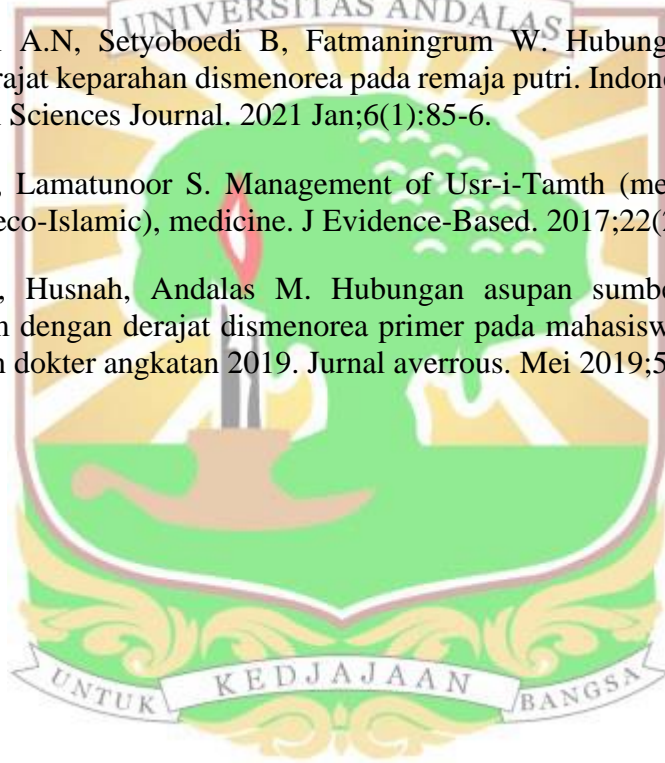 UNIVERSITAS ANDALAS
A.N, Setyoboedi B, Fatmaningrum W. Hubung
rajat keparahan dismenorea pada remaja putri. Indon
Sciences Journal. 2021 Jan;6(1):85-6.
, Lamatunoor S. Management of Usr-i-Tamth (me
eco-Islamic), medicine. J Evidence-Based. 2017;22(
, Husnah, Andalas M. Hubungan asupan sumb
dengan derajat dismenorea primer pada mahasisw
dokter angkatan 2019. Jurnal averrous. Mei 2019;5
UNTUK KEDJAJAAN BANGSA